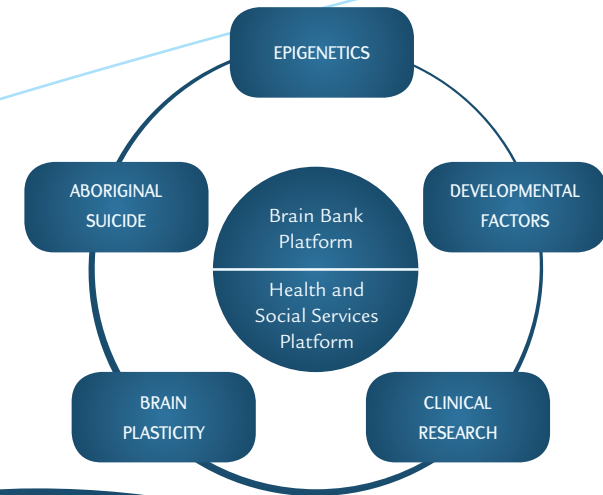 EPIGENETICS
ABORIGINAL
SUICIDE
DEVELOPMENTAL
FACTORS
Brain Bank
Platform
Health and
Social Services
Platform
BRAIN
PLASTICITY
CLINICAL
RESEARCH